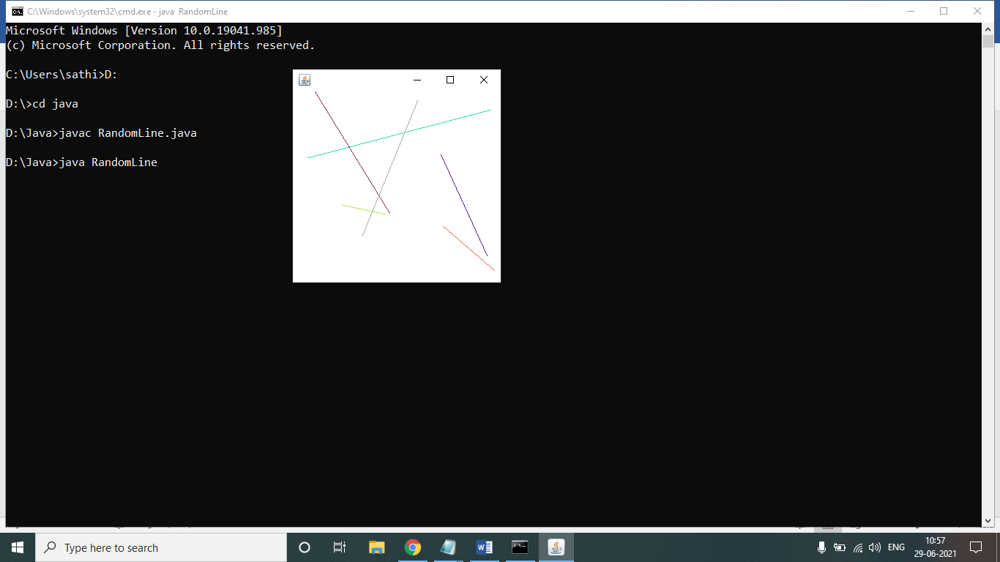 C:\Windows\system32\cmd.exe - java  RandomLine
Microsoft Windows [Version 10.0.19041.985]
(c) Microsoft Corporation. All rights reserved.
C:\Users\sathi>D:
D:\>cd java
D:\Java>javac RandomLine.java
D:\Java>java RandomLine
Type here to search
ENG
10:57
29-06-2021